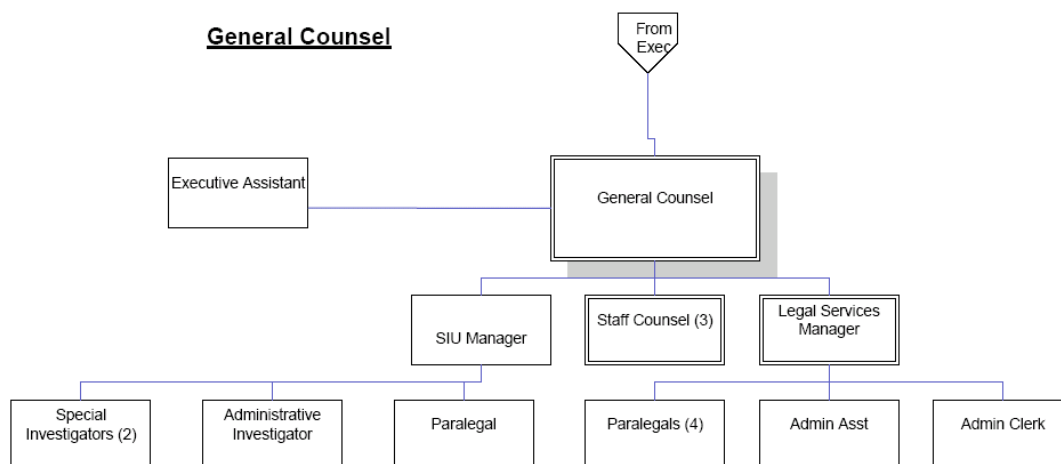 General Counsel
From
Exec
Executive Assistant
General Counsel
SIU Manager
Staff Counsel (3)
Legal Services
Manager
Special
Investigators (2)
Administrative
Investigator
Paralegal
Paralegals (4)
Admin Asst
Admin Clerk